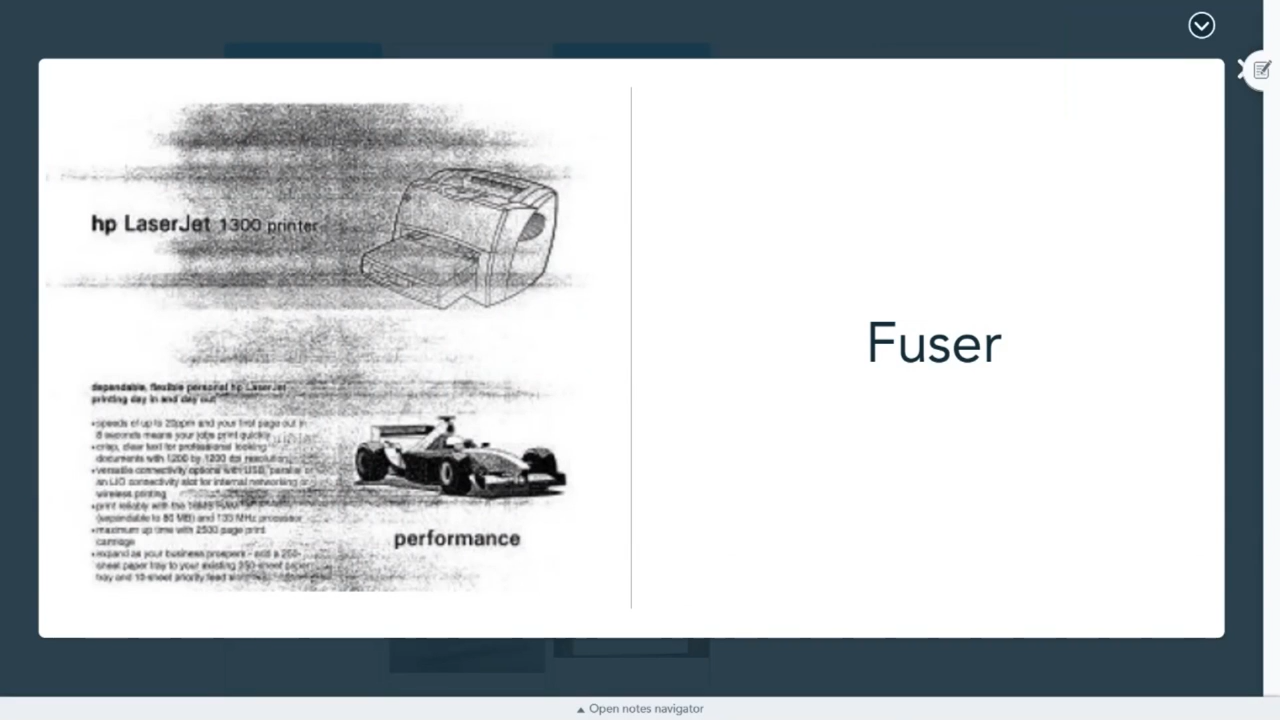 hp LaserJet 1300 printer
dependable, flexible personal hp LaserJet
printing day in and day out
•speeds of up to 20ppm and your first page out in
8 seconds means your jobs print quickly
•crisp, clear text for professional looking
documents with 1200 by 1200 dpi resolution
•versatile connectivity options with USB, parallel or
an LIO connectivity slot for internal networking or
wireless printing
•print reliably with the 16MB RAM
(expandable to 80 MB) and 133 MHz processor
•maximum up time with 2500 page print
cartridge
•expand as your business prospers - add a 250-
sheet paper tray to your existing 250-sheet paper
tray and 10-sheet priority feed
performance
Fuser
Open notes navigator